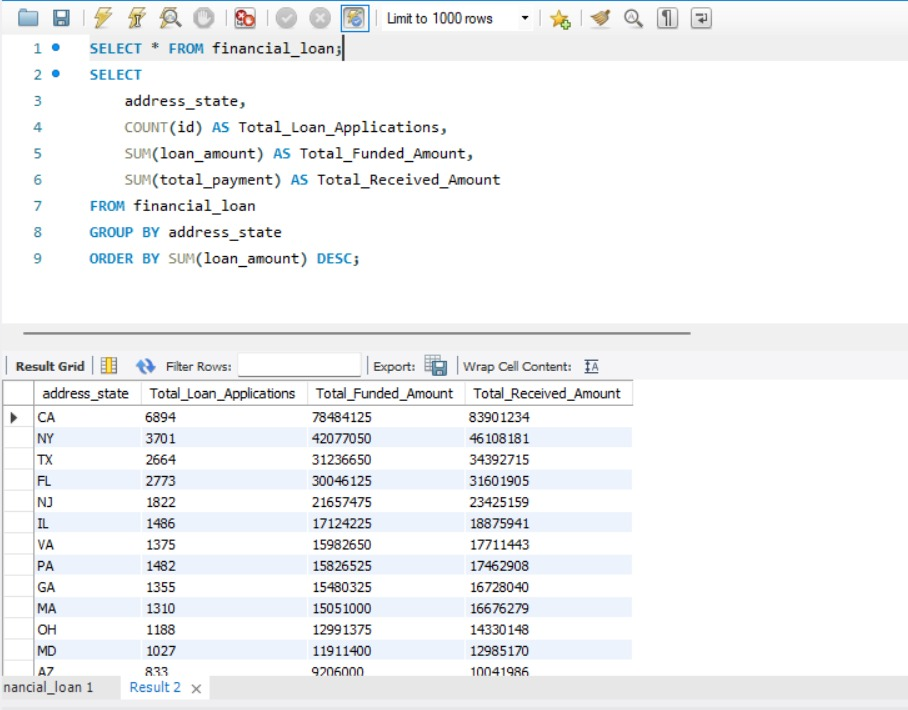 Limit to 1000 rows
1 SELECT * FROM financial_loan;
2 SELECT
3 address_state,
4 COUNT(id) AS Total_Loan_Applications,
5 SUM(loan_amount) AS Total_Funded_Amount,
6 SUM(total_payment) AS Total_Received_Amount
7 FROM financial_loan
8 GROUP BY address_state
9 ORDER BY SUM(loan_amount) DESC;
Result Grid Filter Rows: Export: Wrap Cell Content: IA
address_state Total_Loan_Applications Total_Funded_Amount Total_Received_Amount
CA 6894 78484125 83901234
NY 3701 42077050 46108181
TX 2664 31236650 34392715
FL 2773 30046125 31601905
NJ 1822 21657475 23425159
IL 1486 17124225 18875941
VA 1375 15982650 17711443
PA 1482 15826525 17462908
GA 1355 15480325 16728040
MA 1310 15051000 16676279
OH 1188 12991375 14330148
MD 1027 11911400 12985170
AZ 833 9206000 10041986
nancial_loan 1 Result 2